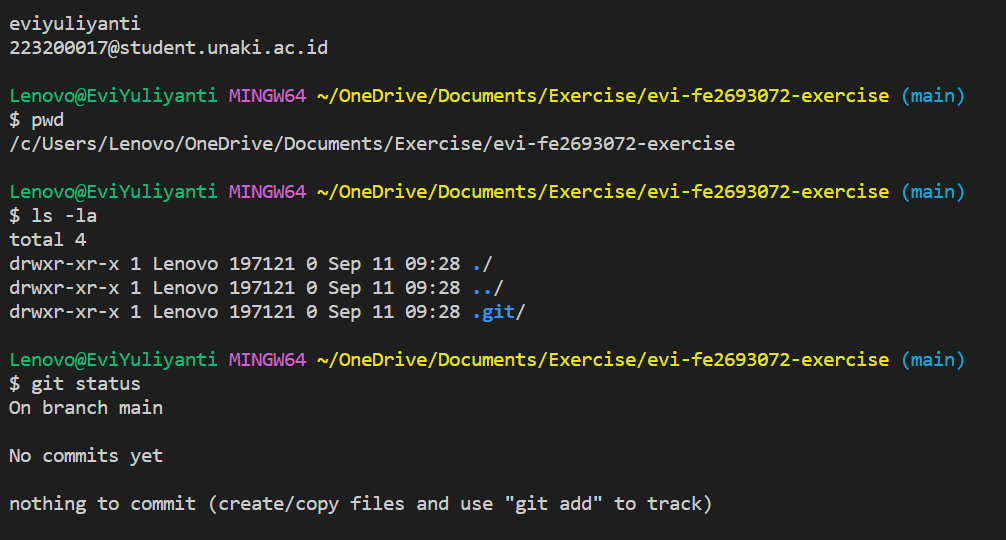 eviyuliyanti
223200017@student.unaki.ac.id
Lenovo@EviYuliyanti MINGW64 ~/OneDrive/Documents/Exercise/evi-fe2693072-exercise (main)
$ pwd
/c/Users/Lenovo/OneDrive/Documents/Exercise/evi-fe2693072-exercise
Lenovo@EviYuliyanti MINGW64 ~/OneDrive/Documents/Exercise/evi-fe2693072-exercise (main)
$ ls -la
total 4
drwxr-xr-x 1 Lenovo 197121 0 Sep 11 09:28 ./
drwxr-xr-x 1 Lenovo 197121 0 Sep 11 09:28 ../
drwxr-xr-x 1 Lenovo 197121 0 Sep 11 09:28 .git/
Lenovo@EviYuliyanti MINGW64 ~/OneDrive/Documents/Exercise/evi-fe2693072-exercise (main)
$ git status
On branch main
No commits yet
nothing to commit (create/copy files and use "git add" to track)